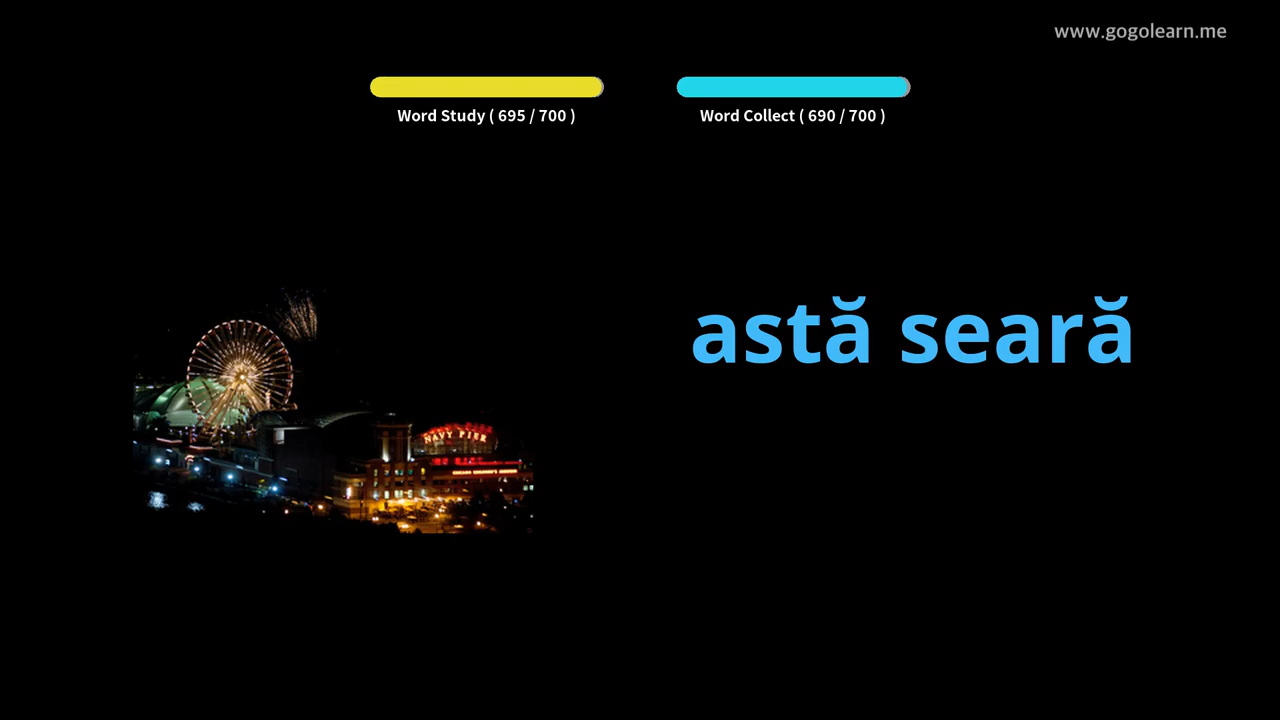 www.gogolearn.me
Word Study ( 695 / 700 )
Word Collect ( 690 / 700 )
astă seară
NAVY PIER